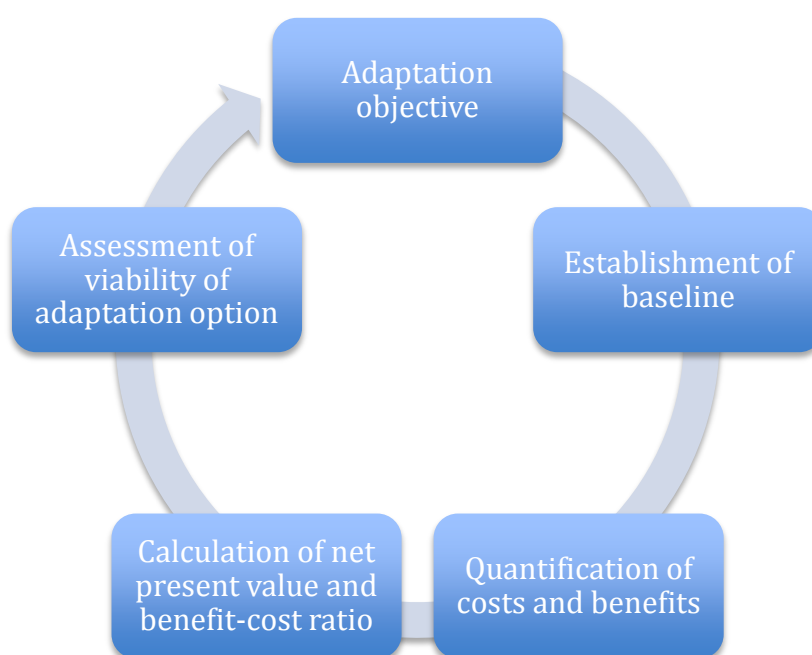 Adaptation
objective
Establishment of
baseline
Quantification of
costs and benefits
Calculation of net
present value and
benefit-cost ratio
Assessment of
viability of
adaptation option